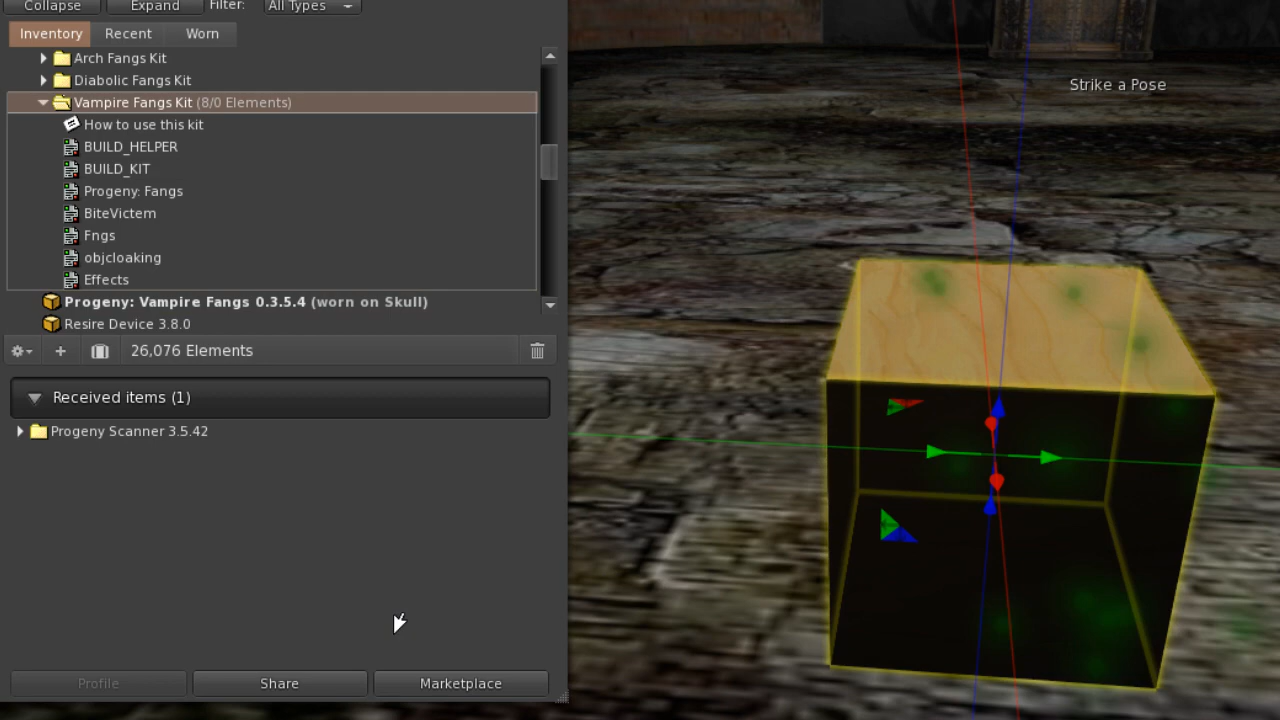 Collapse Expand Filter: All Types
Inventory Recent Worn
Arch Fangs Kit
Diabolic Fangs Kit
Vampire Fangs Kit (8/0 Elements)
How to use this kit
BUILD_HELPER
BUILD_KIT
Progeny: Fangs
BiteVictem
Fngs
objcloaking
Effects
Progeny: Vampire Fangs 0.3.5.4 (worn on Skull)
Resire Device 3.8.0
26,076 Elements
Received items (1)
Progeny Scanner 3.5.42
Profile Share Marketplace
Strike a Pose